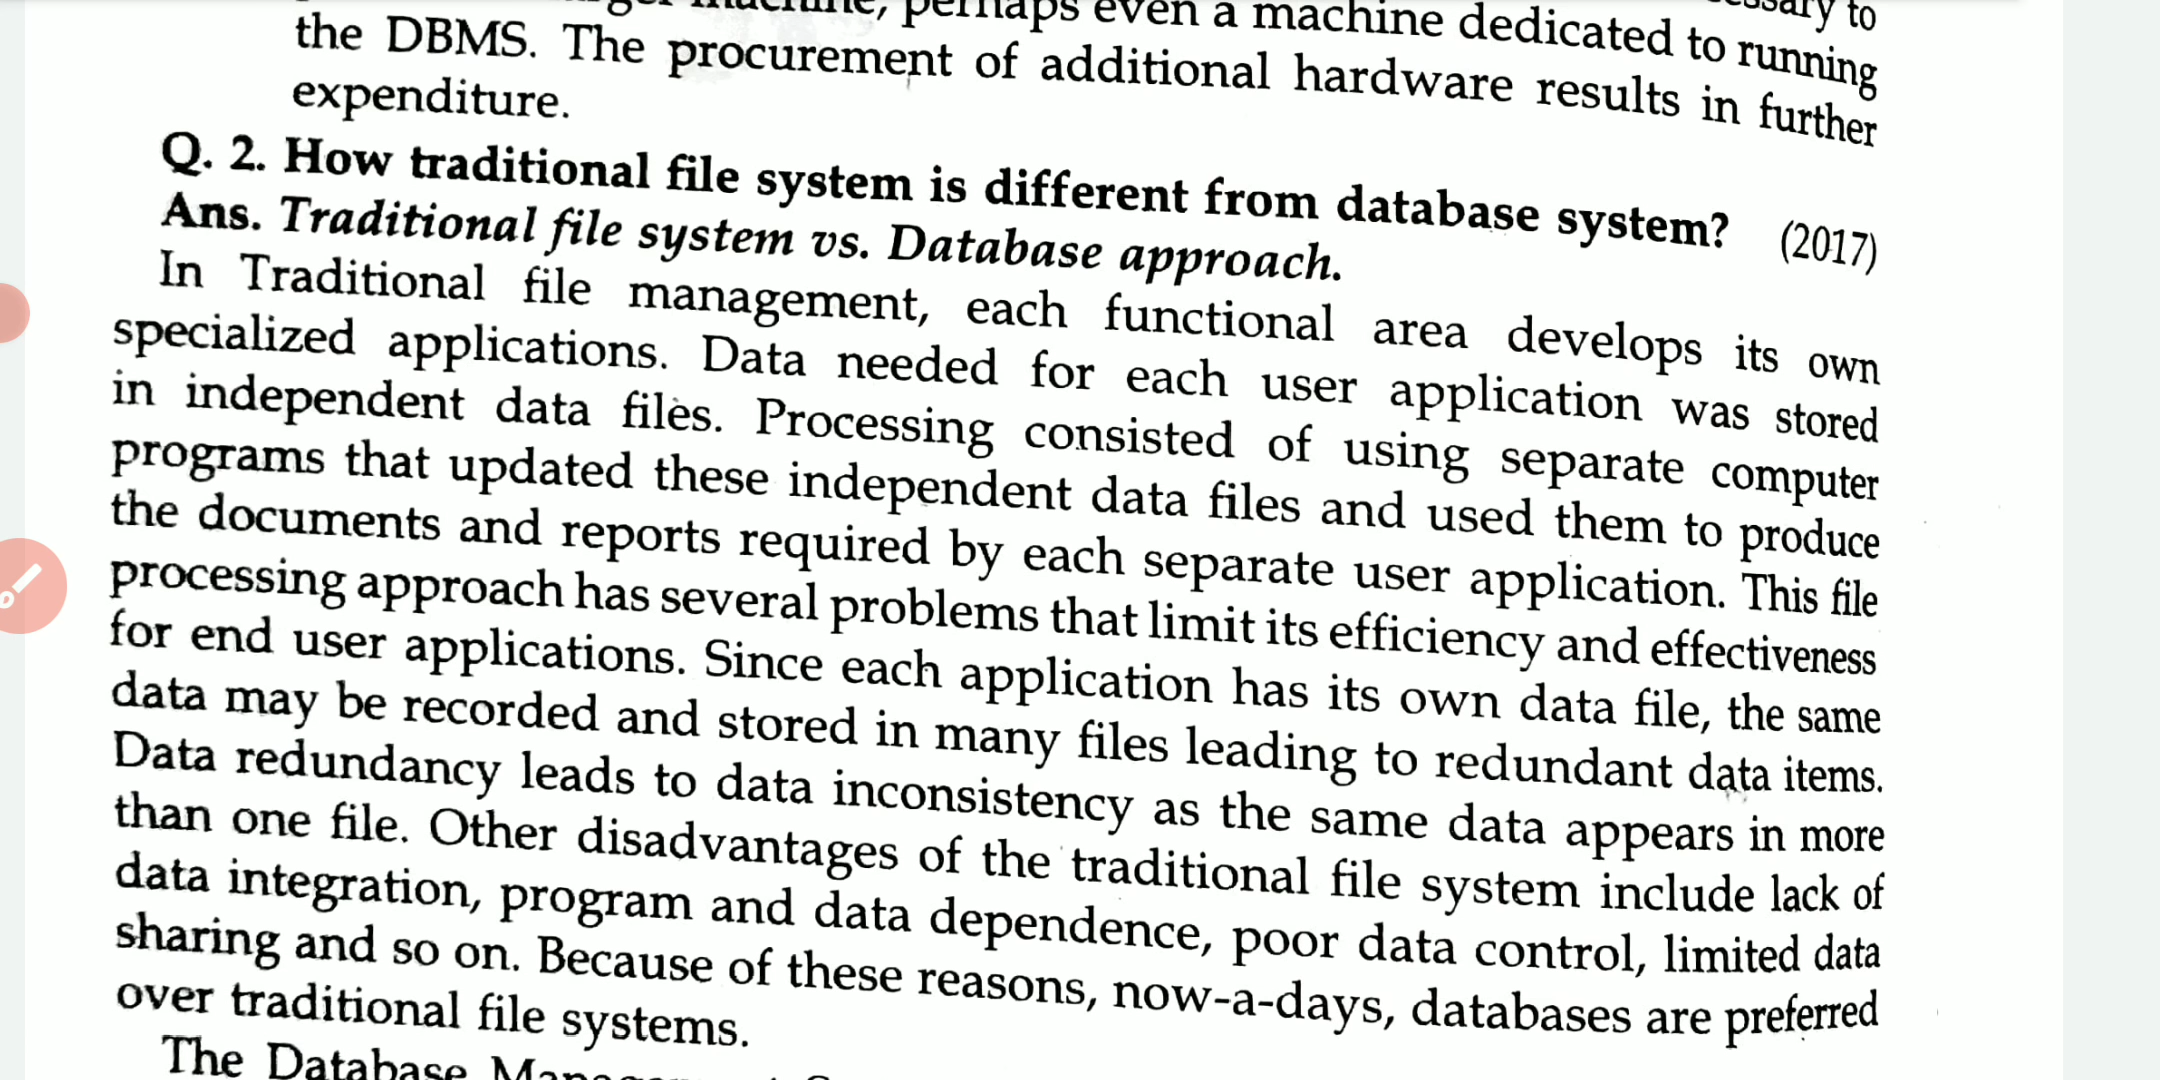 machine, perhaps even a machine dedicated to running
the DBMS. The procurement of additional hardware results in further
expenditure.
Q. 2. How traditional file system is different from database system? (2017)
Ans. Traditional file system vs. Database approach.
In Traditional file management, each functional area develops its own
specialized applications. Data needed for each user application was stored
in independent data files. Processing consisted of using separate computer
programs that updated these independent data files and used them to produce
the documents and reports required by each separate user application. This file
processing approach has several problems that limit its efficiency and effectiveness
for end user applications. Since each application has its own data file, the same
data may be recorded and stored in many files leading to redundant data items.
Data redundancy leads to data inconsistency as the same data appears in more
than one file. Other disadvantages of the traditional file system include lack of
data integration, program and data dependence, poor data control, limited data
sharing and so on. Because of these reasons, now-a-days, databases are preferred
over traditional file systems.
The Database